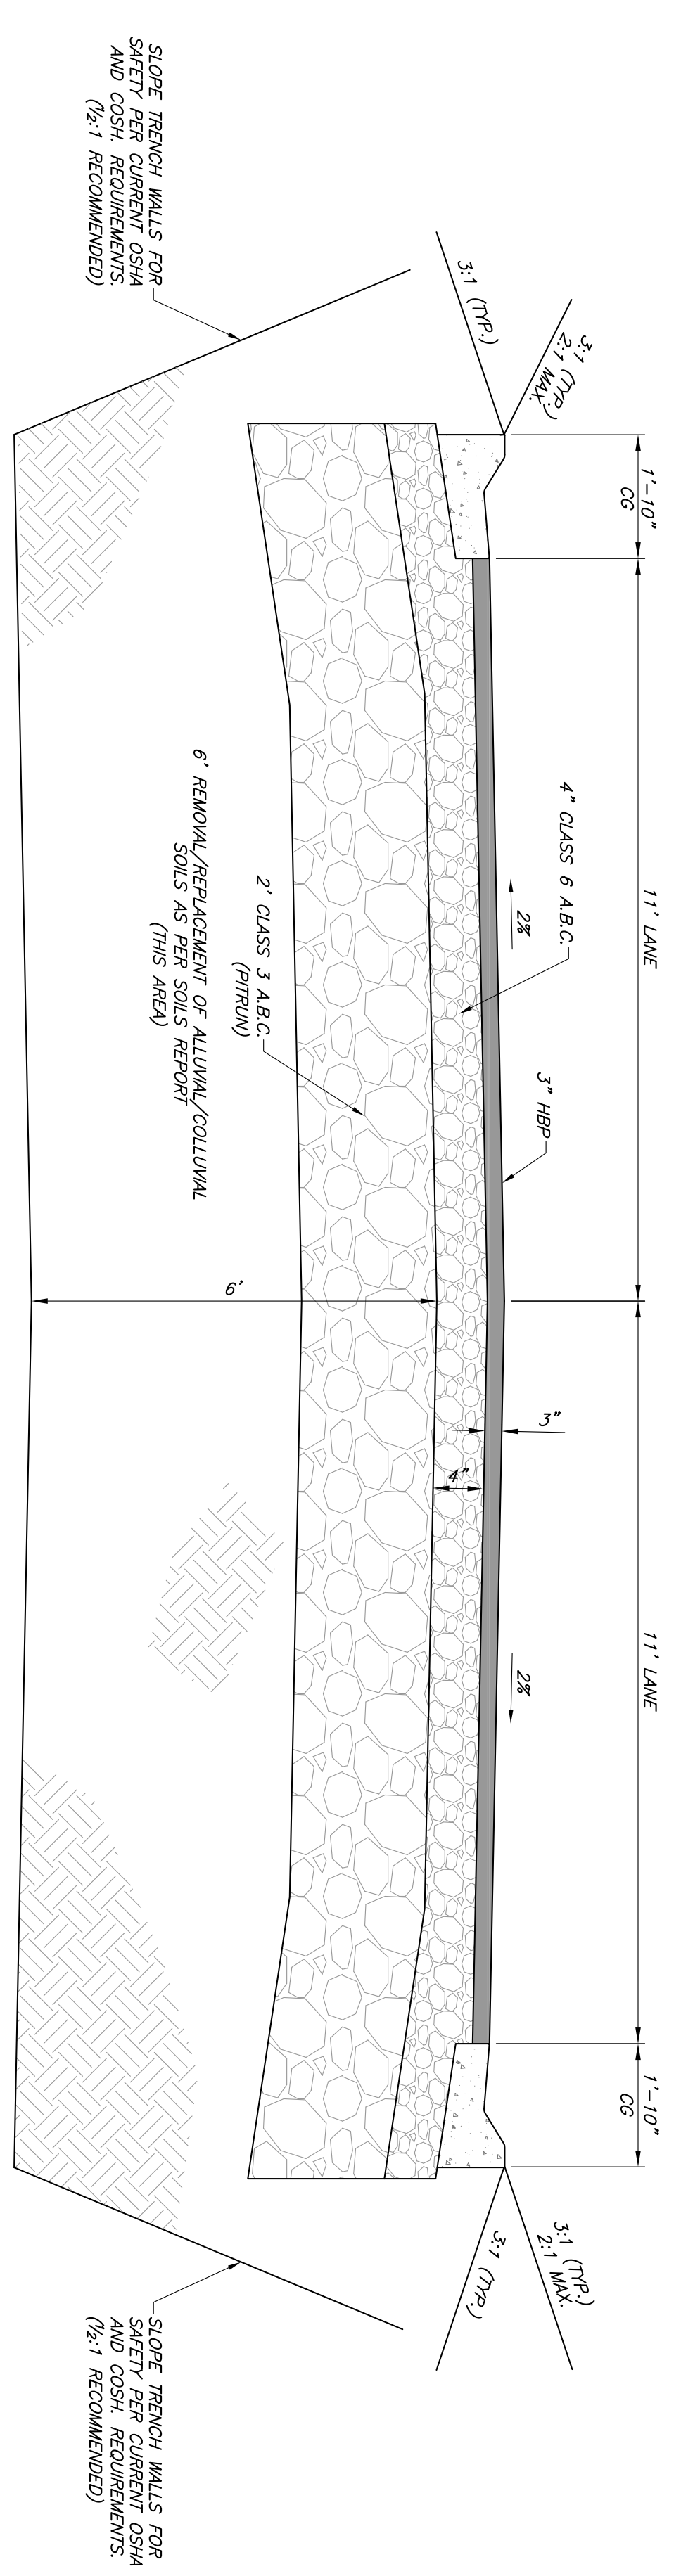 1'-10"
CG
11' LANE
11' LANE
1'-10"
CG
3:1 (TYP.)
2:1 MAX.
3:1 (TYP.)
4" CLASS 6 A.B.C.
2%
3" HBP
3"
4"
2%
3:1 (TYP.)
2:1 MAX.
3:1 (TYP.)
6'
2' CLASS 3 A.B.C.
(PITRUN)
6' REMOVAL/REPLACEMENT OF ALLUVIAL/COLLUVIAL
SOILS AS PER SOILS REPORT
(THIS AREA)
SLOPE TRENCH WALLS FOR
SAFETY PER CURRENT OSHA
AND COSH. REQUIREMENTS.
(½:1 RECOMMENDED)
SLOPE TRENCH WALLS FOR
SAFETY PER CURRENT OSHA
AND COSH. REQUIREMENTS.
(½:1 RECOMMENDED)